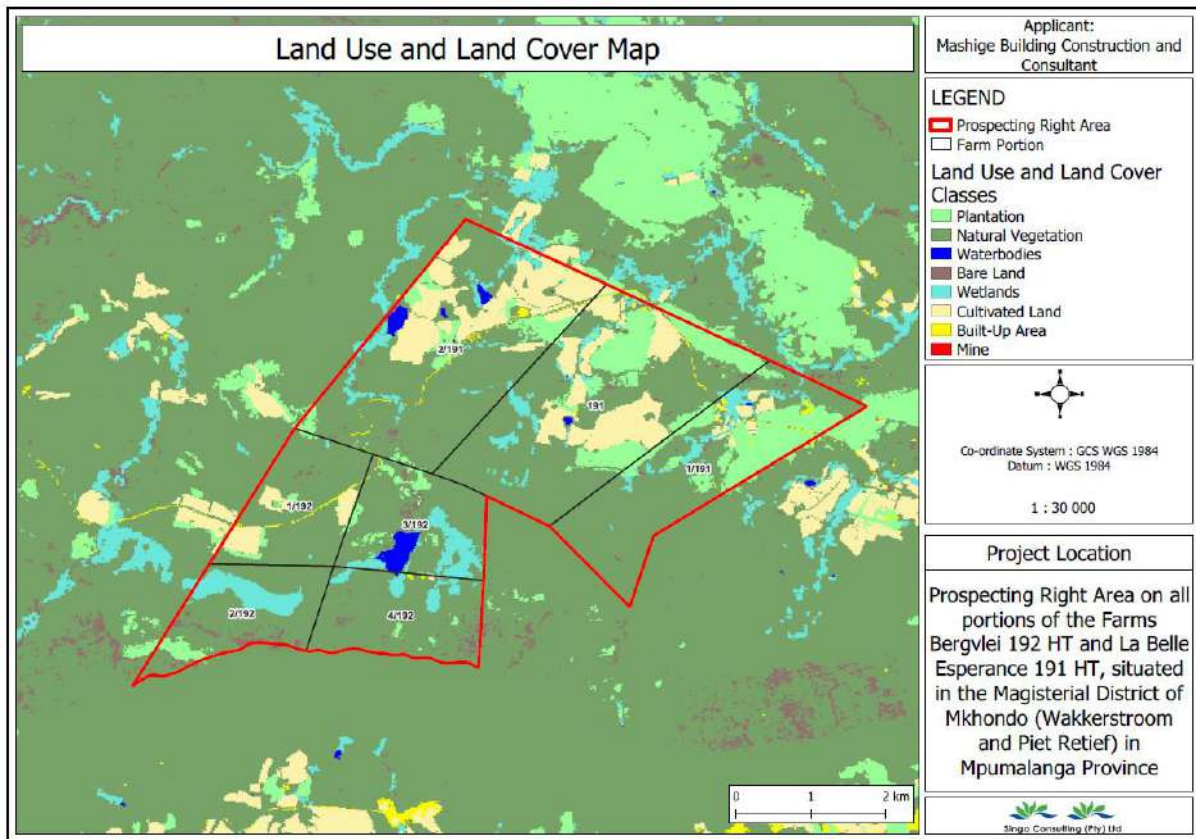 Land Use and Land Cover Map
2/191
191
1/191
1/192
3/192
2/192
4/192
0 1 2 km
Applicant:
Mashige Building Construction and
Consultant
LEGEND
Prospecting Right Area
Farm Portion
Land Use and Land Cover
Classes
Plantation
Natural Vegetation
Waterbodies
Bare Land
Wetlands
Cultivated Land
Built-Up Area
Mine
Co-ordinate System : GCS WGS 1984
Datum : WGS 1984
1 : 30 000
Project Location
Prospecting Right Area on all
portions of the Farms
Bergvlei 192 HT and La Belle
Esperance 191 HT, situated
in the Magisterial District of
Mkhondo (Wakkerstroom
and Piet Retief) in
Mpumalanga Province
Singo Consulting (Pty) Ltd